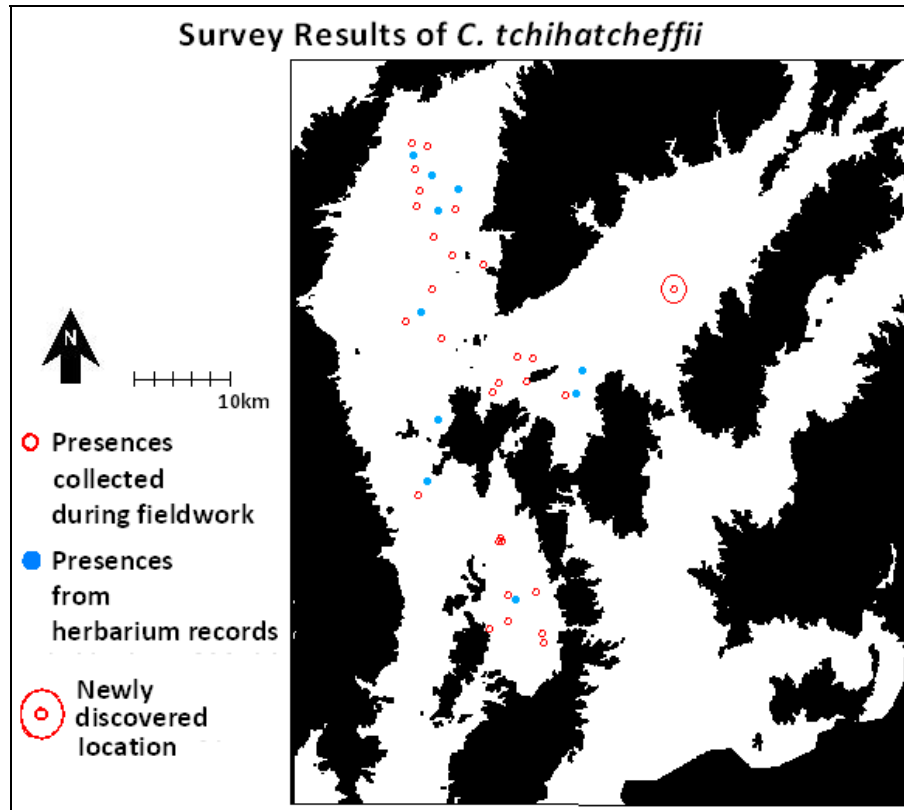 Survey Results of C. tchihatcheffii
N
10km
Presences
collected
during fieldwork
Presences
from
herbarium records
Newly
discovered
location